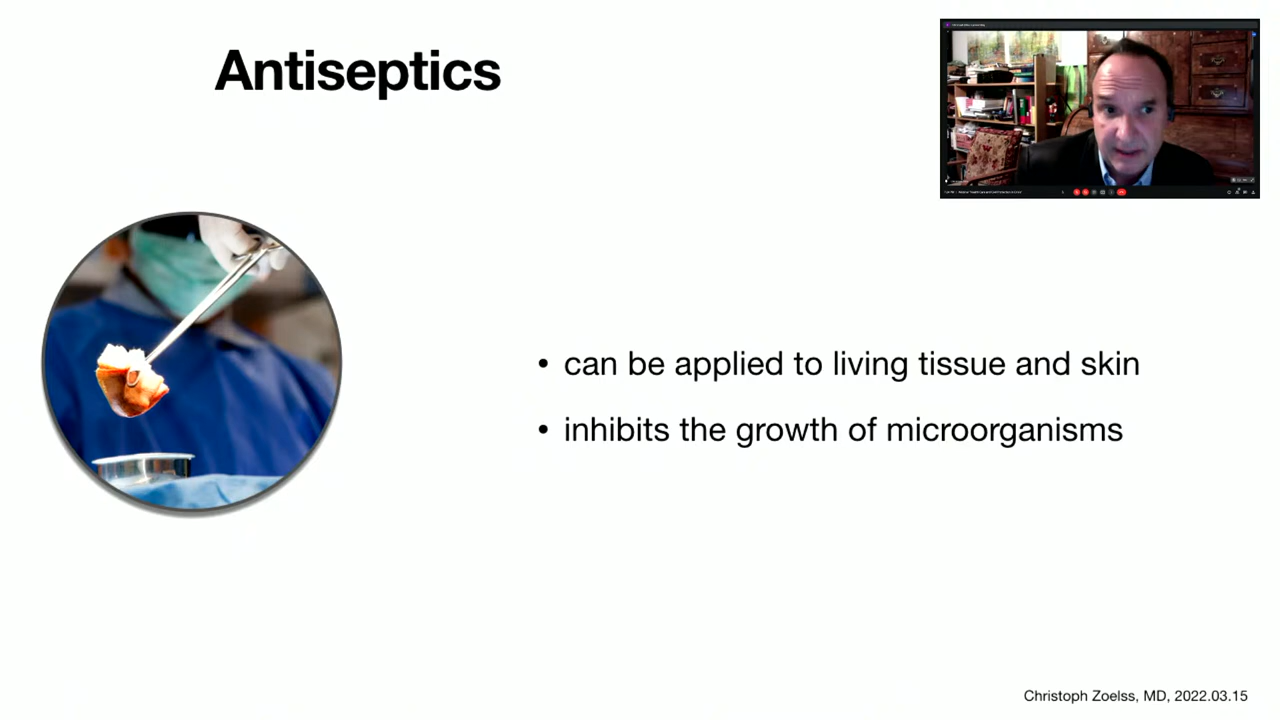 Antiseptics
• can be applied to living tissue and skin
• inhibits the growth of microorganisms
Christoph Zoelss, MD, 2022.03.15